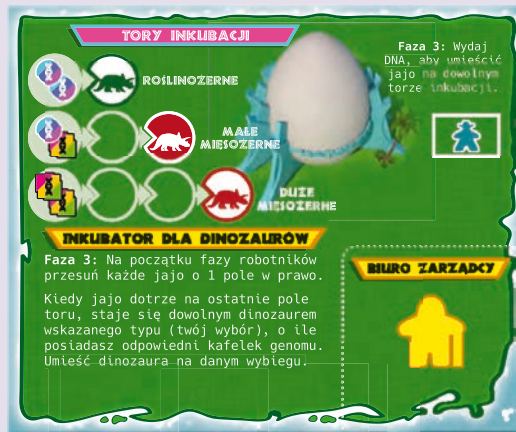 TORY INKUBACJI
Faza 3: Wydaj
DNA, aby umieścić
jajo na dowolnym
torze inkubacji.
ROŚLINOŻERNE
MAŁE
MIĘSOŻERNE
DUŻE
MIĘSOŻERNE
INKUBATOR DLA DINOZAURÓW
Faza 3: Na początku fazy robotników
przesuń każde jajo o 1 pole w prawo.
Kiedy jajo dotrze na ostatnie pole
toru, staje się dowolnym dinozaurem
wskazanego typu (twój wybór), o ile
posiadasz odpowiedni kafelek genomu.
Umieść dinozaura na danym wybiegu.
BIURO ZARZĄDCY